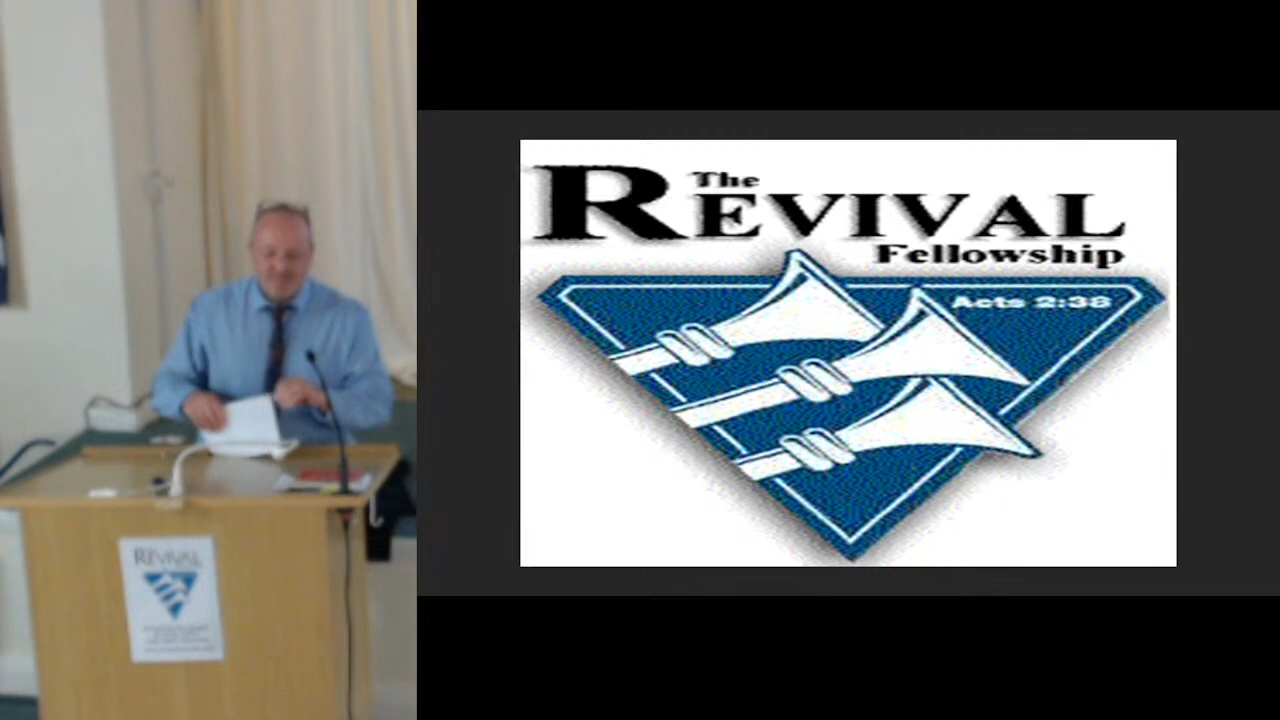 The
REVIVAL
Fellowship
Acts 2:38
REVIVAL